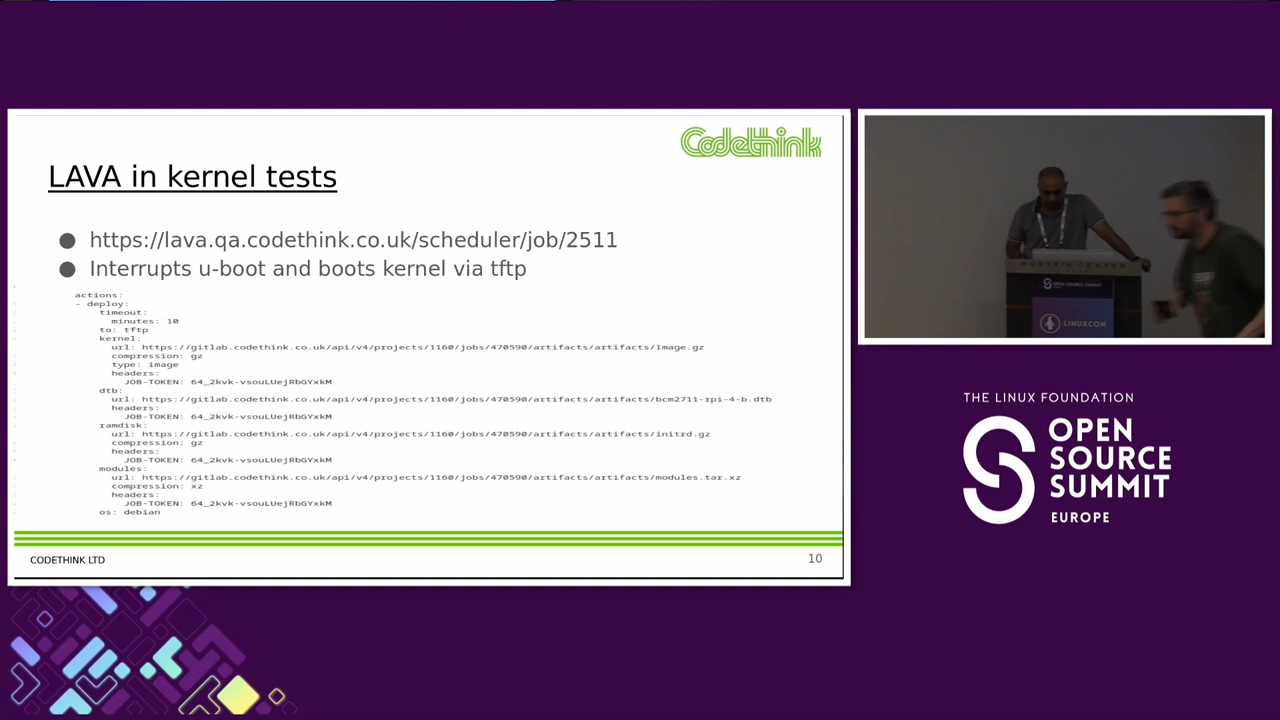 Codethink
LAVA in kernel tests
● https://lava.qa.codethink.co.uk/scheduler/job/2511
● Interrupts u-boot and boots kernel via tftp
actions:
- deploy:
timeout:
minutes: 10
to: tftp
kernel:
url: https://gitlab.codethink.co.uk/api/v4/projects/1160/jobs/470590/artifacts/artifacts/Image.gz
compression: gz
type: image
headers:
JOB-TOKEN: 64_2kvk-vsouLUejRbGYxkM
dtb:
url: https://gitlab.codethink.co.uk/api/v4/projects/1160/jobs/470590/artifacts/artifacts/bcm2711-rpi-4-b.dtb
headers:
JOB-TOKEN: 64_2kvk-vsouLUejRbGYxkM
ramdisk:
url: https://gitlab.codethink.co.uk/api/v4/projects/1160/jobs/470590/artifacts/artifacts/initrd.gz
compression: gz
headers:
JOB-TOKEN: 64_2kvk-vsouLUejRbGYxkM
modules:
url: https://gitlab.codethink.co.uk/api/v4/projects/1160/jobs/470590/artifacts/artifacts/modules.tar.xz
compression: xz
headers:
JOB-TOKEN: 64_2kvk-vsouLUejRbGYxkM
os: debian
CODETHINK LTD
10
AUSTRIA CENTER
OPEN SOURCE SUMMIT
LINUXCON
THE LINUX FOUNDATION
OPEN
SOURCE
SUMMIT
EUROPE